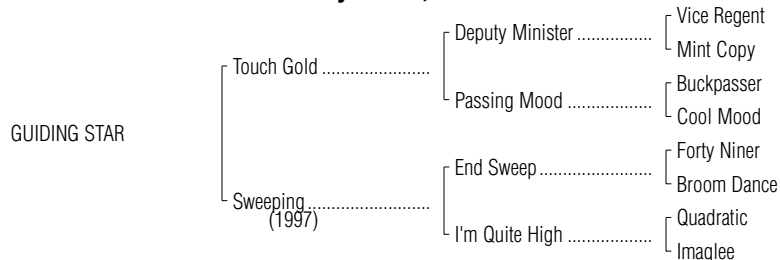 Vice Regent
Deputy Minister ..................
Mint Copy
Touch Gold ........................
Buckpasser
Passing Mood ....................
Cool Mood
GUIDING STAR
Forty Niner
End Sweep..........................
Broom Dance
Sweeping...........................
(1997)
Quadratic
I'm Quite High ....................
Imaglee